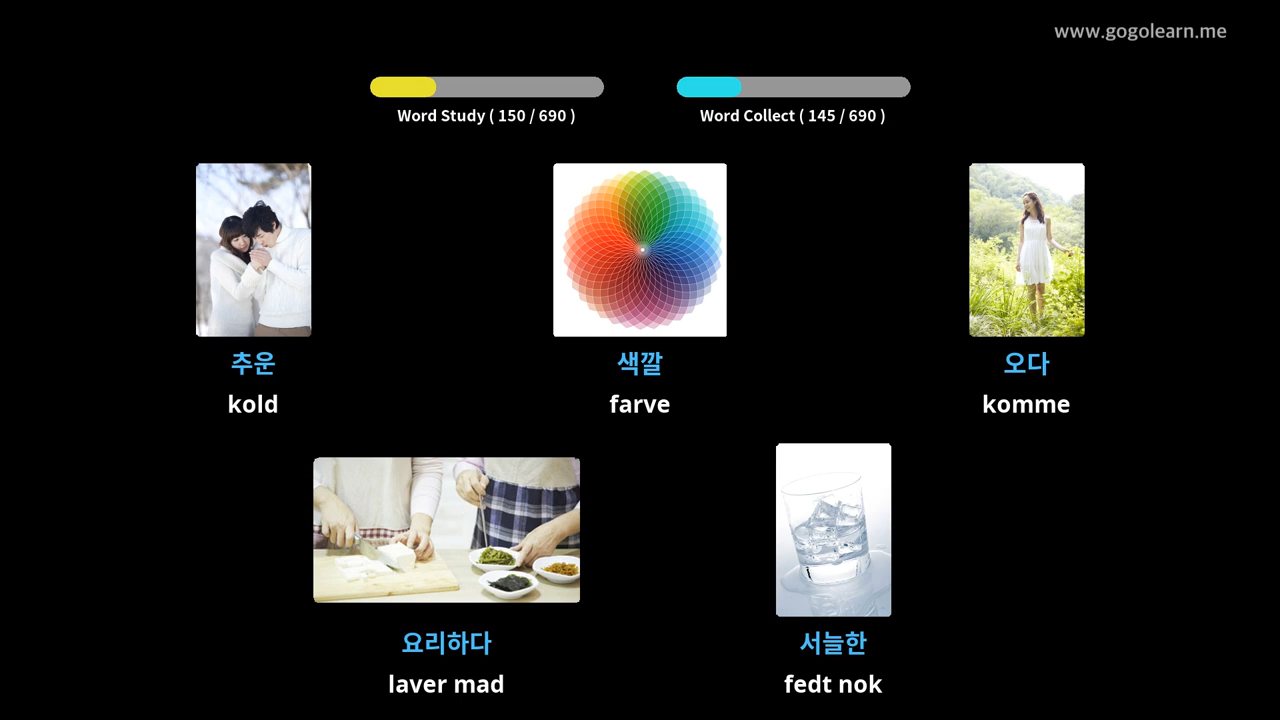 www.gogolearn.me
Word Study ( 150 / 690 )
Word Collect ( 145 / 690 )
추운
kold
색깔
farve
오다
komme
요리하다
laver mad
서늘한
fedt nok